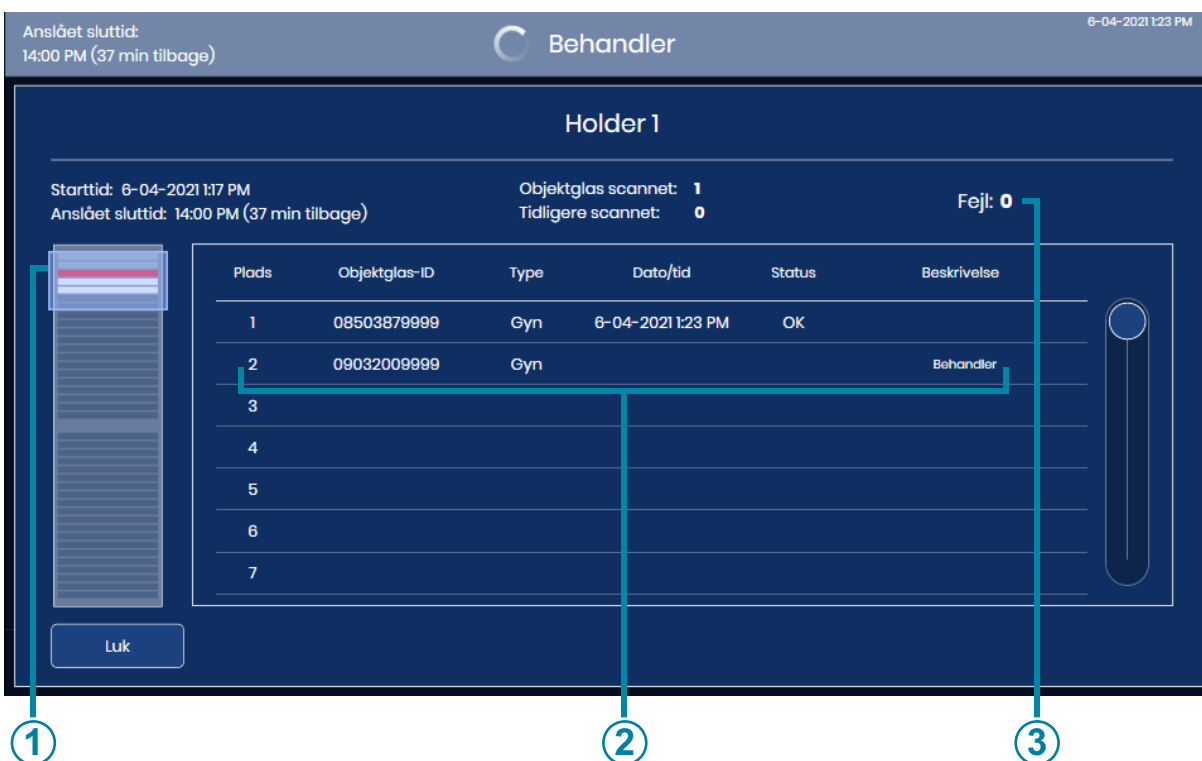 Anslået sluttid:
14:00 PM (37 min tilbage)
Behandler
6-04-2021 1:23 PM
Holder 1
Starttid: 6-04-2021 1:17 PM
Anslået sluttid: 14:00 PM (37 min tilbage)
Objektglas scannet: 1
Tidligere scannet: 0
Fejl: 0
Plads Objektglas-ID Type Dato/tid Status Beskrivelse
1 08503879999 Gyn 6-04-2021 1:23 PM OK
2 09032009999 Gyn Behandler
3
4
5
6
7
Luk
1 2 3